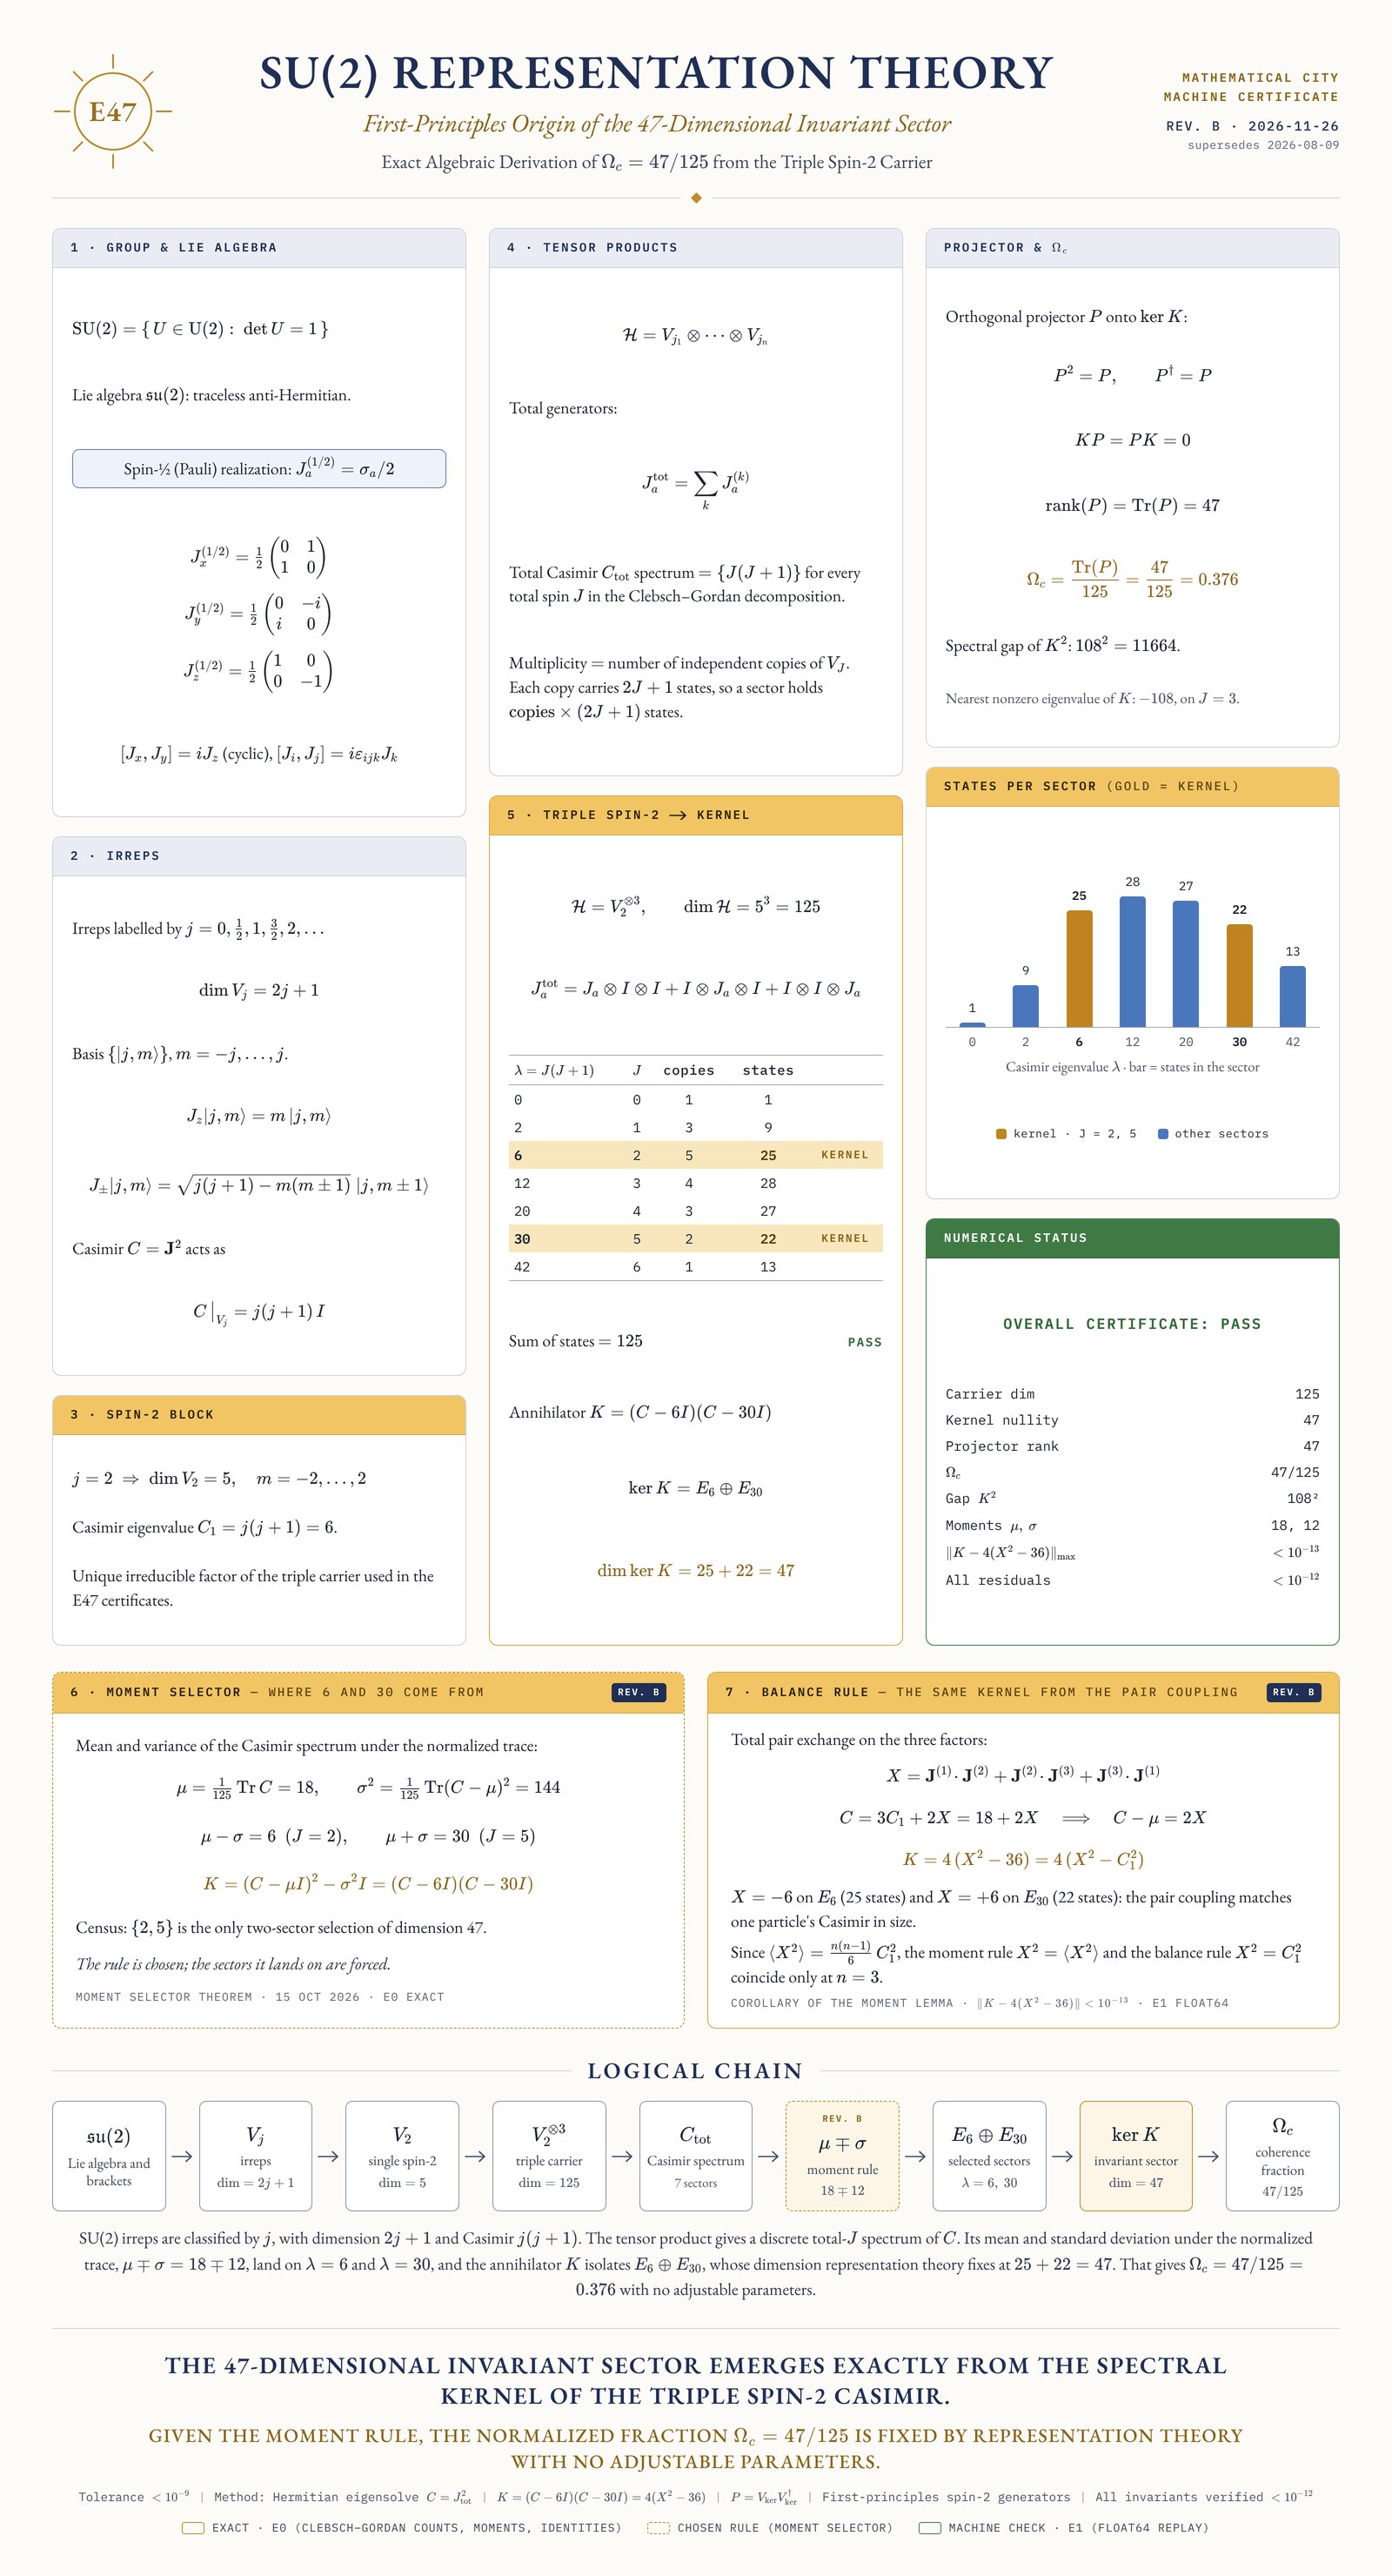 E47
SU(2) REPRESENTATION THEORY
First-Principles Origin of the 47-Dimensional Invariant Sector
Exact Algebraic Derivation of Ω_c = 47/125 from the Triple Spin-2 Carrier
MATHEMATICAL CITY
MACHINE CERTIFICATE
REV. B · 2026-11-26
supersedes 2026-08-09
1 · GROUP & LIE ALGEBRA
SU(2) = { U ∈ U(2) : det U = 1 }
Lie algebra 𝔰𝔲(2): traceless anti-Hermitian.
Spin-½ (Pauli) realization: J_a^{(1/2)} = σ_a/2
J_x^{(1/2)} = ½ (0 1; 1 0)
J_y^{(1/2)} = ½ (0 −i; i 0)
J_z^{(1/2)} = ½ (1 0; 0 −1)
[J_x, J_y] = iJ_z (cyclic), [J_i, J_j] = iε_{ijk}J_k
2 · IRREPS
Irreps labelled by j = 0, 1/2, 1, 3/2, 2, …
dim V_j = 2j + 1
Basis {|j, m⟩}, m = −j, …, j.
J_z|j, m⟩ = m |j, m⟩
J_±|j, m⟩ = √(j(j + 1) − m(m ± 1)) |j, m ± 1⟩
Casimir C = 𝐉² acts as
C |_{V_j} = j(j + 1) I
3 · SPIN-2 BLOCK
j = 2 ⇒ dim V_2 = 5, m = −2, …, 2
Casimir eigenvalue C_1 = j(j + 1) = 6.
Unique irreducible factor of the triple carrier used in the
E47 certificates.
4 · TENSOR PRODUCTS
ℋ = V_{j_1} ⊗ ⋯ ⊗ V_{j_n}
Total generators:
J_a^{tot} = ∑_k J_a^{(k)}
Total Casimir C_tot spectrum = {J(J + 1)} for every
total spin J in the Clebsch–Gordan decomposition.
Multiplicity = number of independent copies of V_J.
Each copy carries 2J + 1 states, so a sector holds
copies × (2J + 1) states.
5 · TRIPLE SPIN-2 → KERNEL
ℋ = V_2^{⊗3}, dim ℋ = 5³ = 125
J_a^{tot} = J_a ⊗ I ⊗ I + I ⊗ J_a ⊗ I + I ⊗ I ⊗ J_a
λ = J(J + 1) J copies states
0 0 1 1
2 1 3 9
6 2 5 25 KERNEL
12 3 4 28
20 4 3 27
30 5 2 22 KERNEL
42 6 1 13
Sum of states = 125 PASS
Annihilator K = (C − 6I)(C − 30I)
ker K = E_6 ⊕ E_30
dim ker K = 25 + 22 = 47
PROJECTOR & Ω_c
Orthogonal projector P onto ker K:
P² = P, P† = P
KP = PK = 0
rank(P) = Tr(P) = 47
Ω_c = Tr(P)/125 = 47/125 = 0.376
Spectral gap of K²: 108² = 11664.
Nearest nonzero eigenvalue of K: −108, on J = 3.
STATES PER SECTOR (GOLD = KERNEL)
1 9 25 28 27 22 13
0 2 6 12 20 30 42
Casimir eigenvalue λ · bar = states in the sector
kernel · J = 2, 5 other sectors
NUMERICAL STATUS
OVERALL CERTIFICATE: PASS
Carrier dim 125
Kernel nullity 47
Projector rank 47
Ω_c 47/125
Gap K² 108²
Moments μ, σ 18, 12
‖K − 4(X² − 36)‖_max < 10^{−13}
All residuals < 10^{−12}
6 · MOMENT SELECTOR — WHERE 6 AND 30 COME FROM REV. B
Mean and variance of the Casimir spectrum under the normalized trace:
μ = 1/125 Tr C = 18, σ² = 1/125 Tr(C − μ)² = 144
μ − σ = 6 (J = 2), μ + σ = 30 (J = 5)
K = (C − μI)² − σ²I = (C − 6I)(C − 30I)
Census: {2, 5} is the only two-sector selection of dimension 47.
The rule is chosen; the sectors it lands on are forced.
MOMENT SELECTOR THEOREM · 15 OCT 2026 · E0 EXACT
7 · BALANCE RULE — THE SAME KERNEL FROM THE PAIR COUPLING REV. B
Total pair exchange on the three factors:
X = 𝐉^{(1)}· 𝐉^{(2)} + 𝐉^{(2)}· 𝐉^{(3)} + 𝐉^{(3)}· 𝐉^{(1)}
C = 3C_1 + 2X = 18 + 2X ⟹ C − μ = 2X
K = 4 (X² − 36) = 4 (X² − C_1²)
X = −6 on E_6 (25 states) and X = +6 on E_30 (22 states): the pair coupling matches
one particle's Casimir in size.
Since ⟨X²⟩ = n(n−1)/6 C_1², the moment rule X² = ⟨X²⟩ and the balance rule X² = C_1²
coincide only at n = 3.
COROLLARY OF THE MOMENT LEMMA · ‖K − 4(X² − 36)‖ < 10^{−13} · E1 FLOAT64
LOGICAL CHAIN
𝔰𝔲(2)
Lie algebra and
brackets
→
V_j
irreps
dim = 2j + 1
→
V_2
single spin-2
dim = 5
→
V_2^{⊗3}
triple carrier
dim = 125
→
C_tot
Casimir spectrum
7 sectors
→
REV. B
μ ∓ σ
moment rule
18 ∓ 12
→
E_6 ⊕ E_30
selected sectors
λ = 6, 30
→
ker K
invariant sector
dim = 47
→
Ω_c
coherence
fraction
47/125
SU(2) irreps are classified by j, with dimension 2j + 1 and Casimir j(j + 1). The tensor product gives a discrete total-J spectrum of C. Its mean and standard deviation under the normalized
trace, μ ∓ σ = 18 ∓ 12, land on λ = 6 and λ = 30, and the annihilator K isolates E_6 ⊕ E_30, whose dimension representation theory fixes at 25 + 22 = 47. That gives Ω_c = 47/125 =
0.376 with no adjustable parameters.
THE 47-DIMENSIONAL INVARIANT SECTOR EMERGES EXACTLY FROM THE SPECTRAL
KERNEL OF THE TRIPLE SPIN-2 CASIMIR.
GIVEN THE MOMENT RULE, THE NORMALIZED FRACTION Ω_c = 47/125 IS FIXED BY REPRESENTATION THEORY
WITH NO ADJUSTABLE PARAMETERS.
Tolerance < 10^{−9} | Method: Hermitian eigensolve C = J²_tot | K = (C − 6I)(C − 30I) = 4(X² − 36) | P = V_ker V†_ker | First-principles spin-2 generators | All invariants verified < 10^{−12}
EXACT · E0 (CLEBSCH–GORDAN COUNTS, MOMENTS, IDENTITIES) CHOSEN RULE (MOMENT SELECTOR) MACHINE CHECK · E1 (FLOAT64 REPLAY)